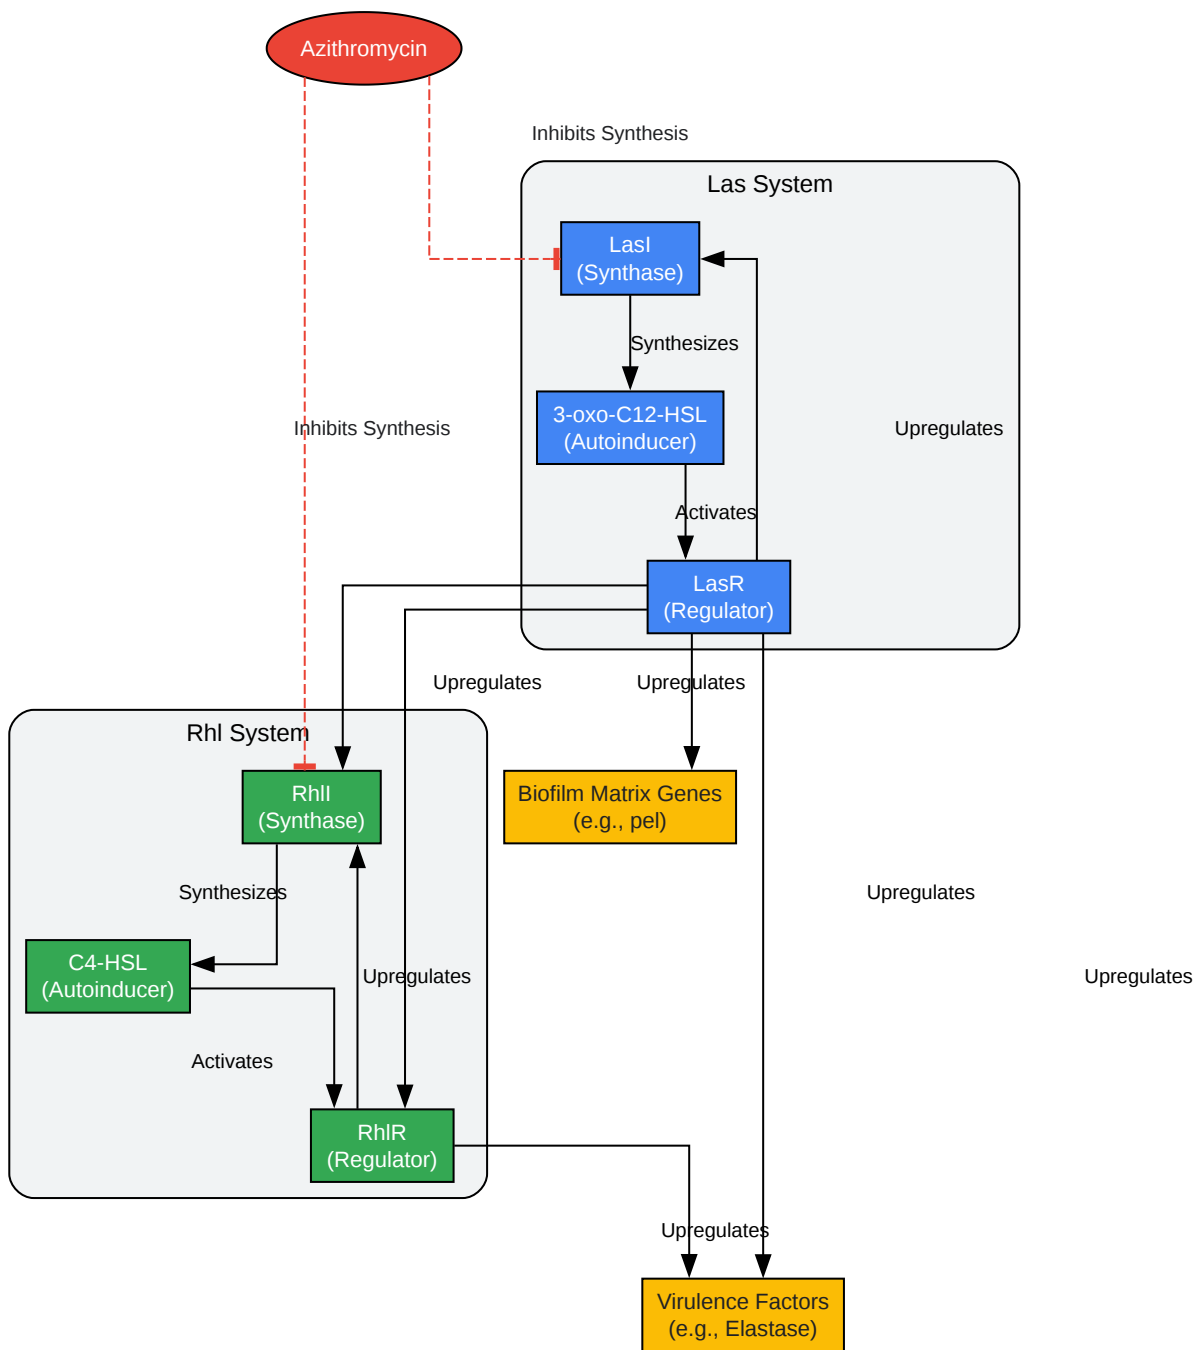 Azithromycin
Inhibits Synthesis
Las System
LasI
(Synthase)
Synthesizes
3-oxo-C12-HSL
(Autoinducer)
Inhibits Synthesis
Upregulates
Activates
LasR
(Regulator)
Upregulates
Upregulates
Rhl System
RhlI
(Synthase)
Biofilm Matrix Genes
(e.g., pel)
Synthesizes
Upregulates
C4-HSL
(Autoinducer)
Upregulates
Upregulates
Activates
RhlR
(Regulator)
Upregulates
Virulence Factors
(e.g., Elastase)